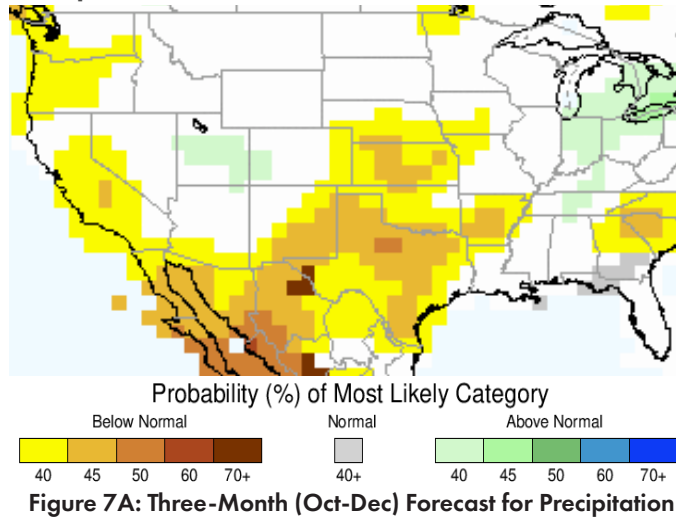 Probability (%) of Most Likely Category
Below Normal Normal Above Normal
40 45 50 60 70+ 40+ 40 45 50 60 70+
Figure 7A: Three-Month (Oct-Dec) Forecast for Precipitation